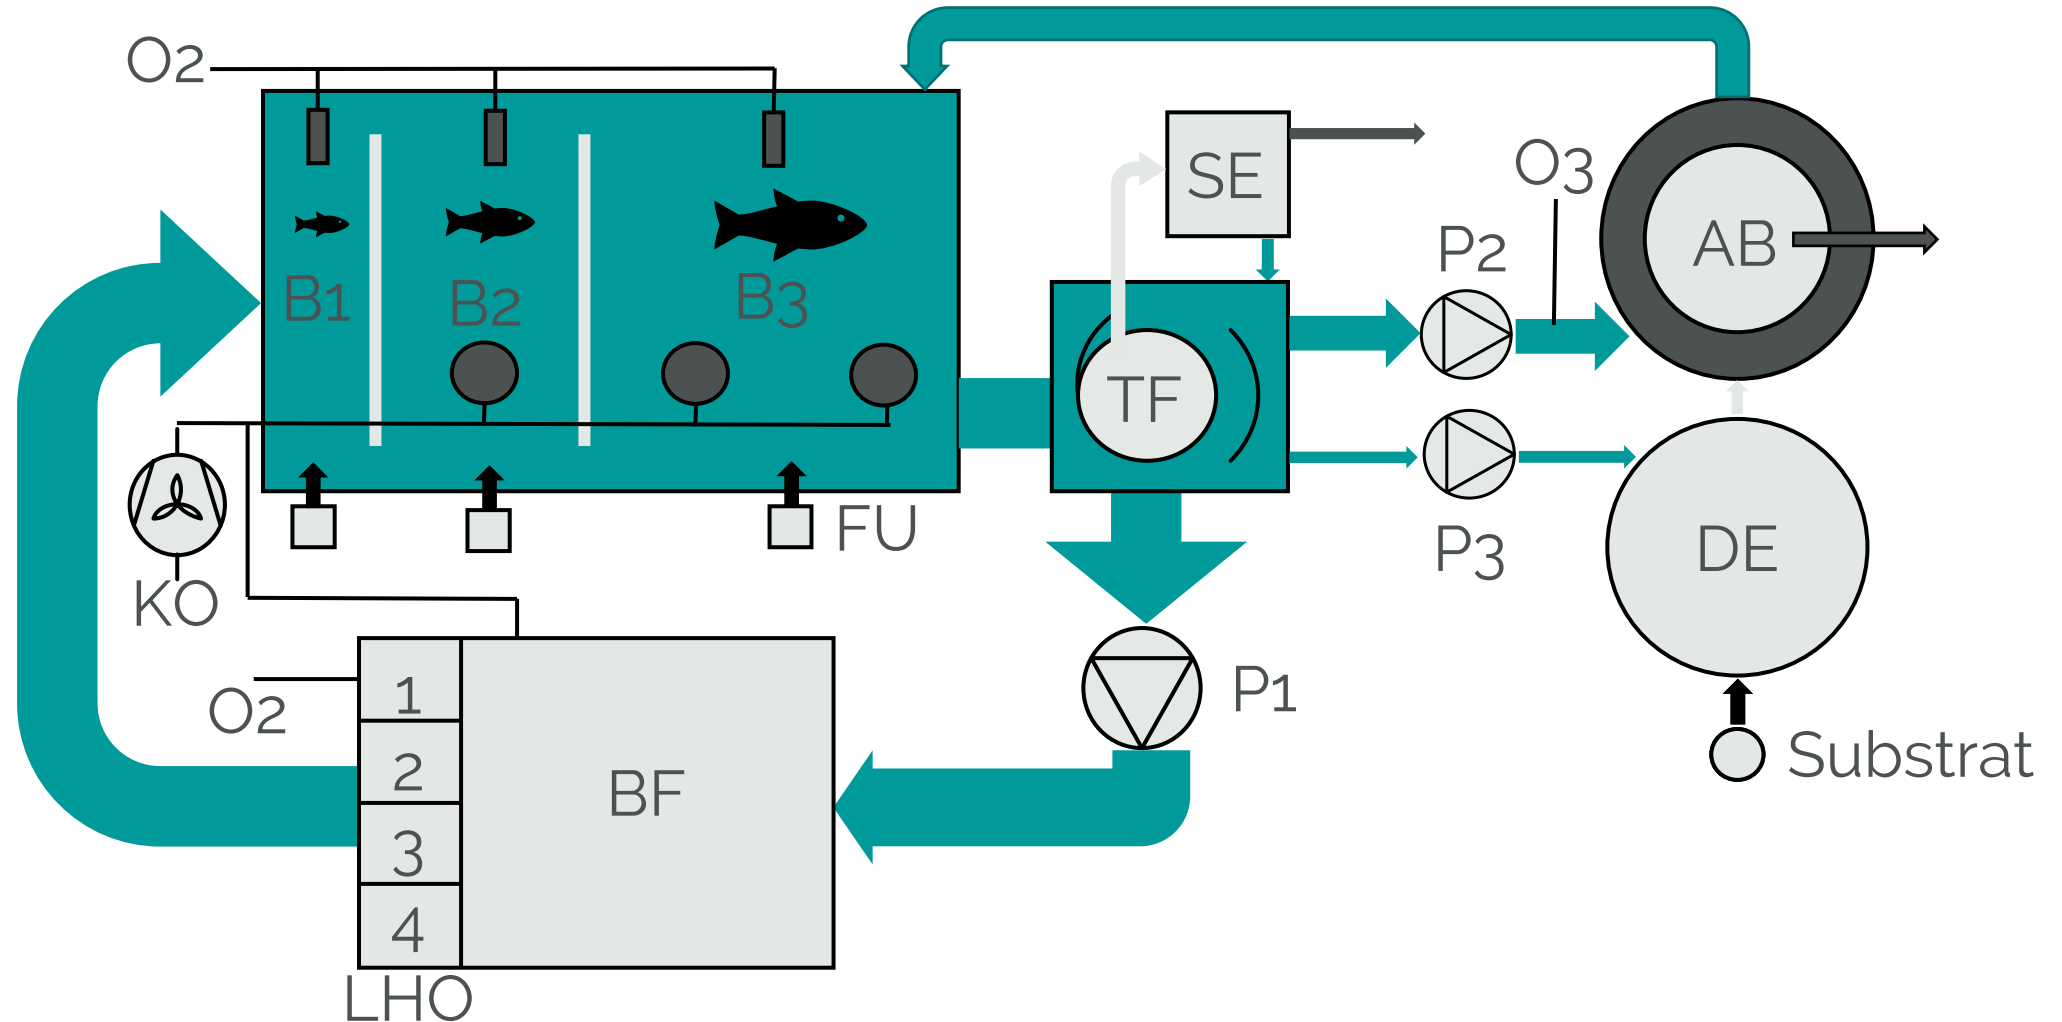 O2
SE
O3
AB
P2
B1
B2
B3
TF
FU
P3
DE
KO
O2
1
2
3
4
BF
P1
Substrat
LHO